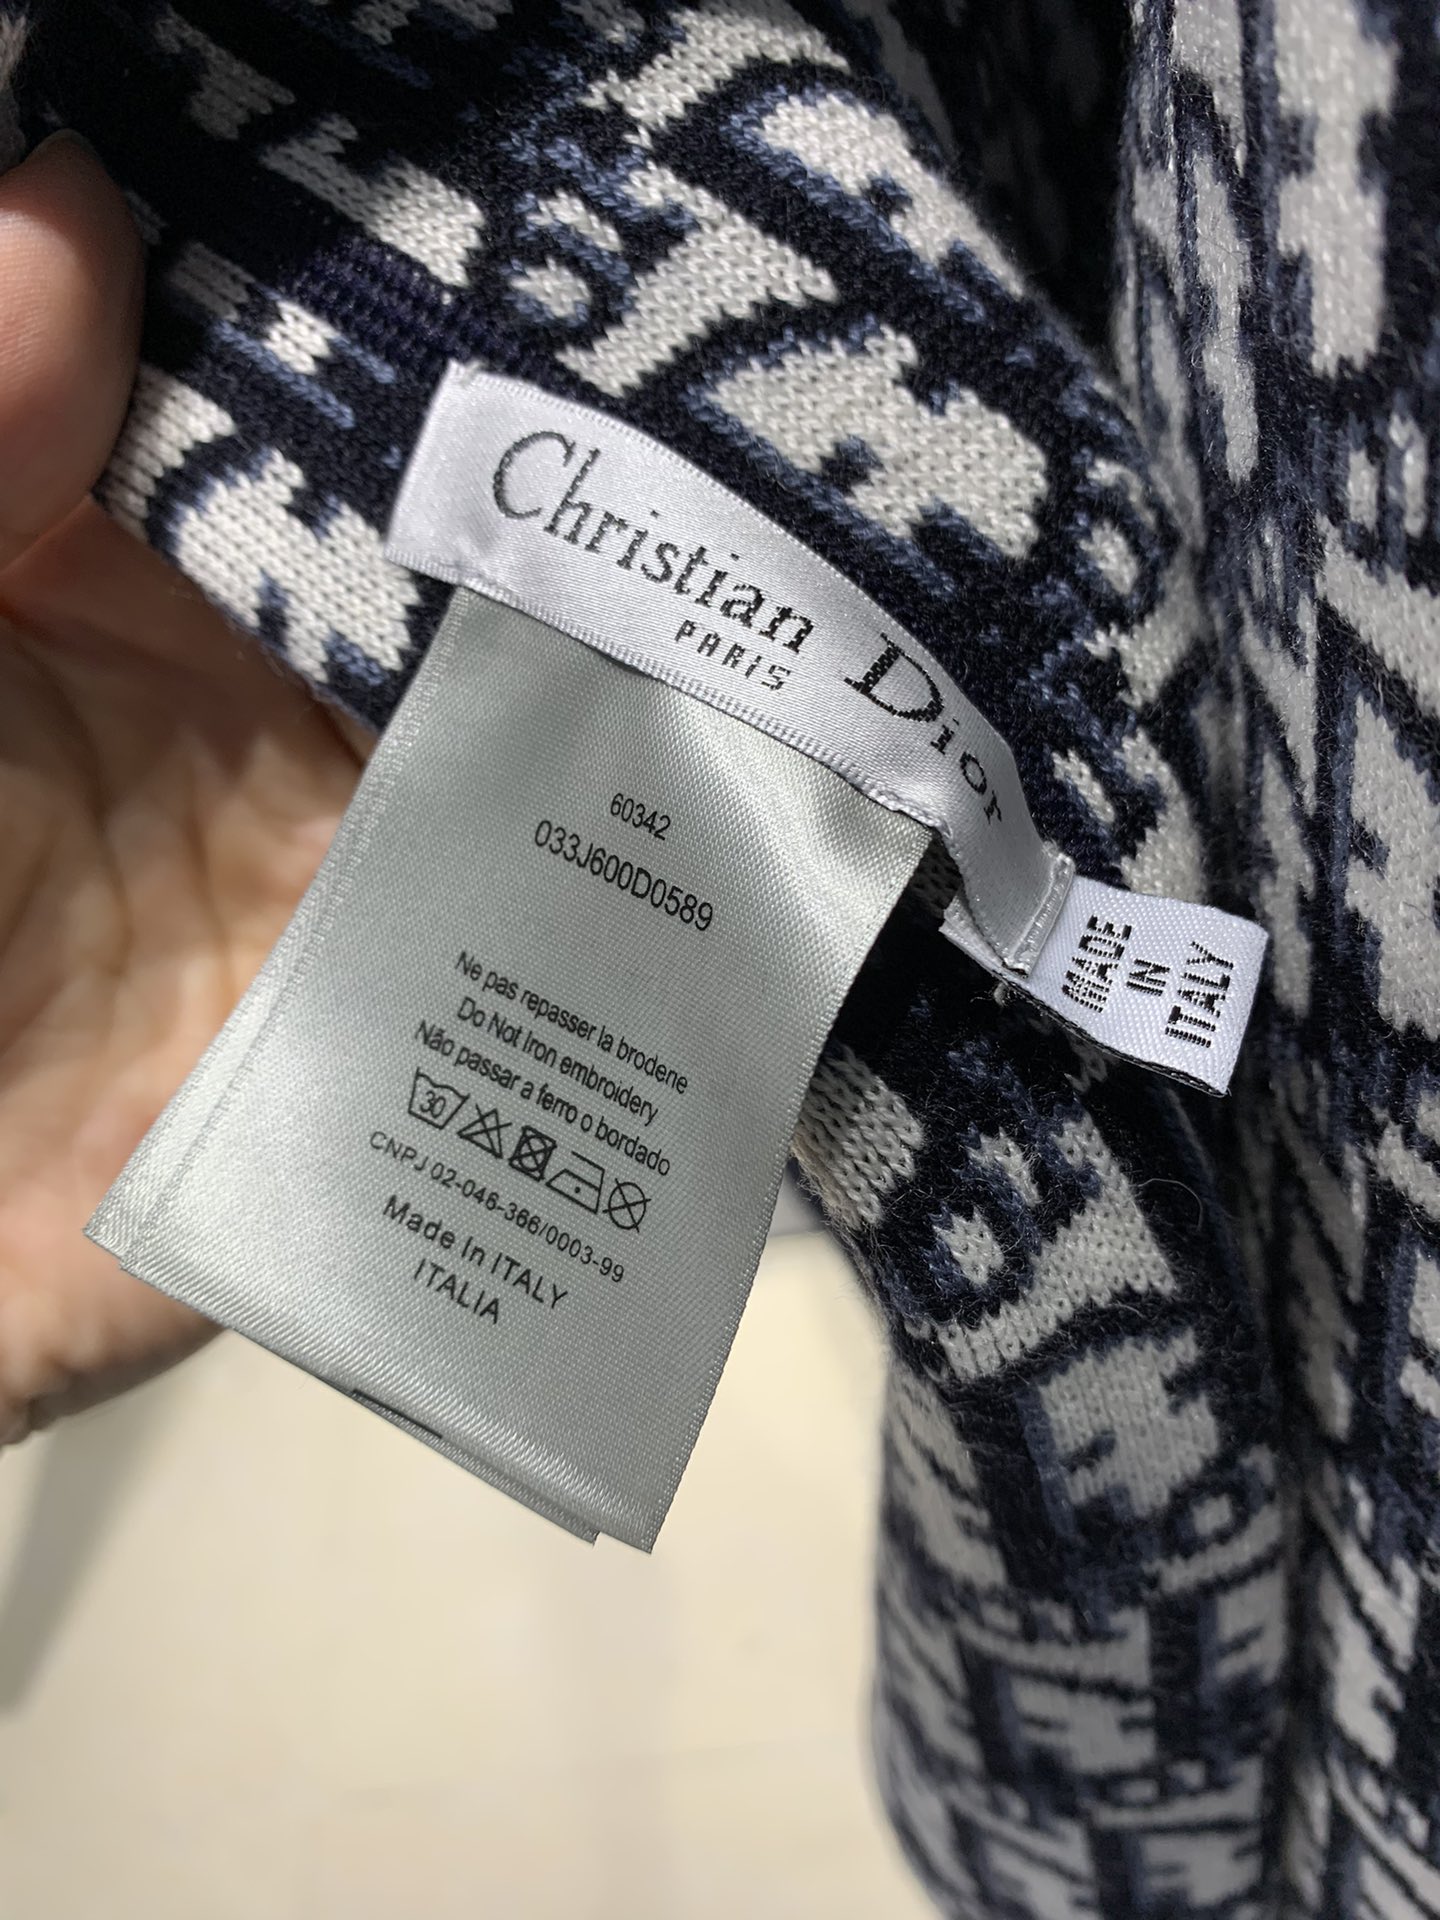 Christian Dior
PARIS
MADE
IN
ITALY
60342
033J600D0589
Ne pas repasser la brodene
Do Not Iron embroidery
Não passar a ferro o bordado
30
CNPJ 02-046-366/0003-99
Made In ITALY
ITALIA